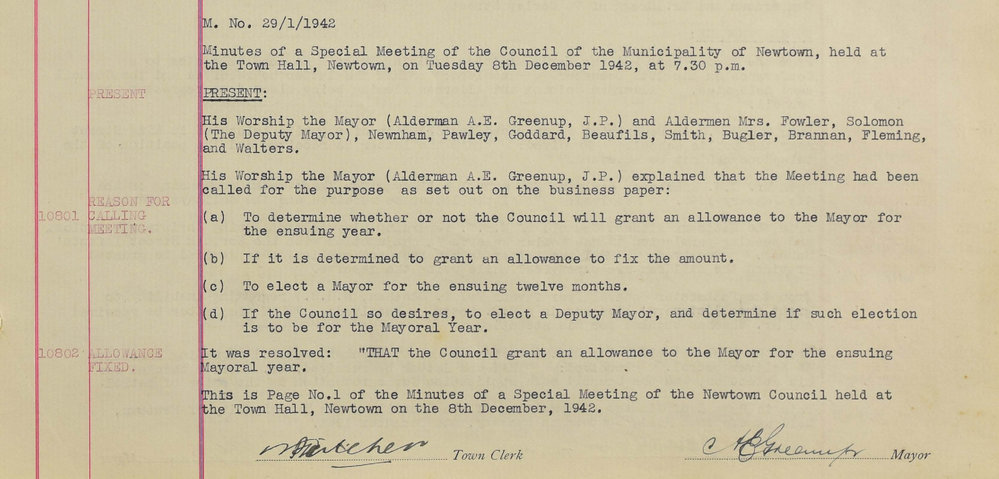 M. No. 29/1/1942
Minutes of a Special Meeting of the Council of the Municipality of Newtown, held at
the Town Hall, Newtown, on Tuesday 8th December 1942, at 7.30 p.m.
PRESENT
PRESENT:
His Worship the Mayor (Alderman A.E. Greenup, J.P.) and Aldermen Mrs. Fowler, Solomon
(The Deputy Mayor), Newnham, Pawley, Goddard, Beaufils, Smith, Bugler, Brannan, Fleming,
and Walters.
His Worship the Mayor (Alderman A.E. Greenup, J.P.) explained that the Meeting had been
called for the purpose as set out on the business paper:
10801
REASON FOR
CALLING
MEETING.
(a) To determine whether or not the Council will grant an allowance to the Mayor for
the ensuing year.
(b) If it is determined to grant an allowance to fix the amount.
(c) To elect a Mayor for the ensuing twelve months.
(d) If the Council so desires, to elect a Deputy Mayor, and determine if such election
is to be for the Mayoral Year.
10802
ALLOWANCE
FIXED.
It was resolved: "THAT the Council grant an allowance to the Mayor for the ensuing
Mayoral year.
This is Page No.1 of the Minutes of a Special Meeting of the Newtown Council held at
the Town Hall, Newtown on the 8th December, 1942.
Town Clerk
AEGreenup Mayor